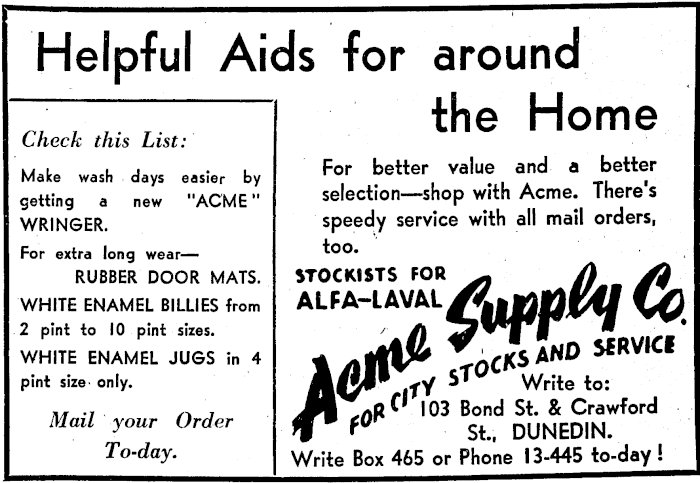 Helpful Aids for around
the Home
Check this List:
Make wash days easier by
getting a new "ACME"
WRINGER.
For extra long wear—
RUBBER DOOR MATS.
WHITE ENAMEL BILLIES from
2 pint to 10 pint sizes.
WHITE ENAMEL JUGS in 4
pint size only.
Mail your Order
To-day.
For better value and a better
selection—shop with Acme. There's
speedy service with all mail orders,
too.
STOCKISTS FOR
ALFA-LAVAL
Acme Supply Co.
FOR CITY STOCKS AND SERVICE
Write to:
103 Bond St. & Crawford
St., DUNEDIN.
Write Box 465 or Phone 13-445 to-day!